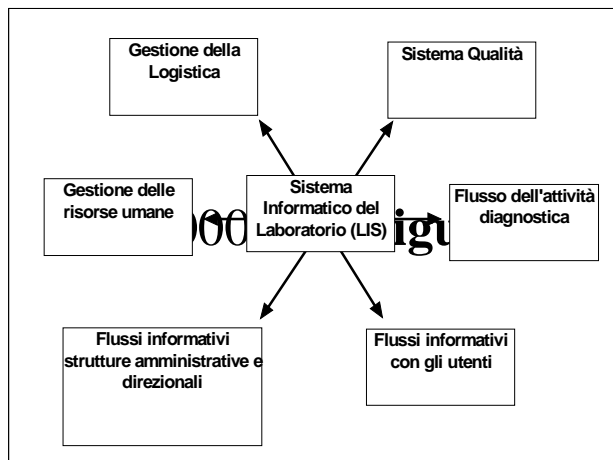 Gestione della
Logistica
Sistema Qualità
Gestione delle
risorse umane
Sistema
Informatico del
Laboratorio (LIS)
Flusso dell'attività
diagnostica
Flussi informativi
strutture amministrative e
direzionali
Flussi informativi
con gli utenti